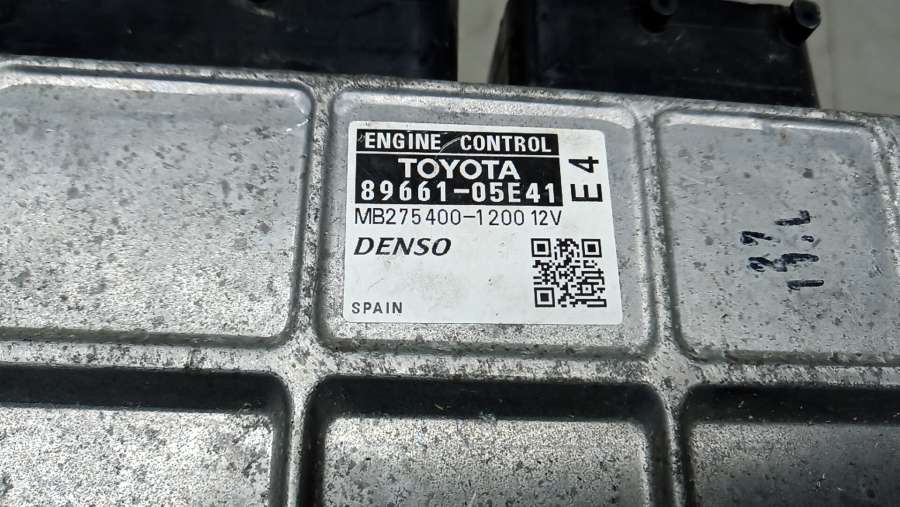 ENGINE CONTROL
TOYOTA
89661-05E41
E4
MB275400-1200 12V
DENSO
SPAIN